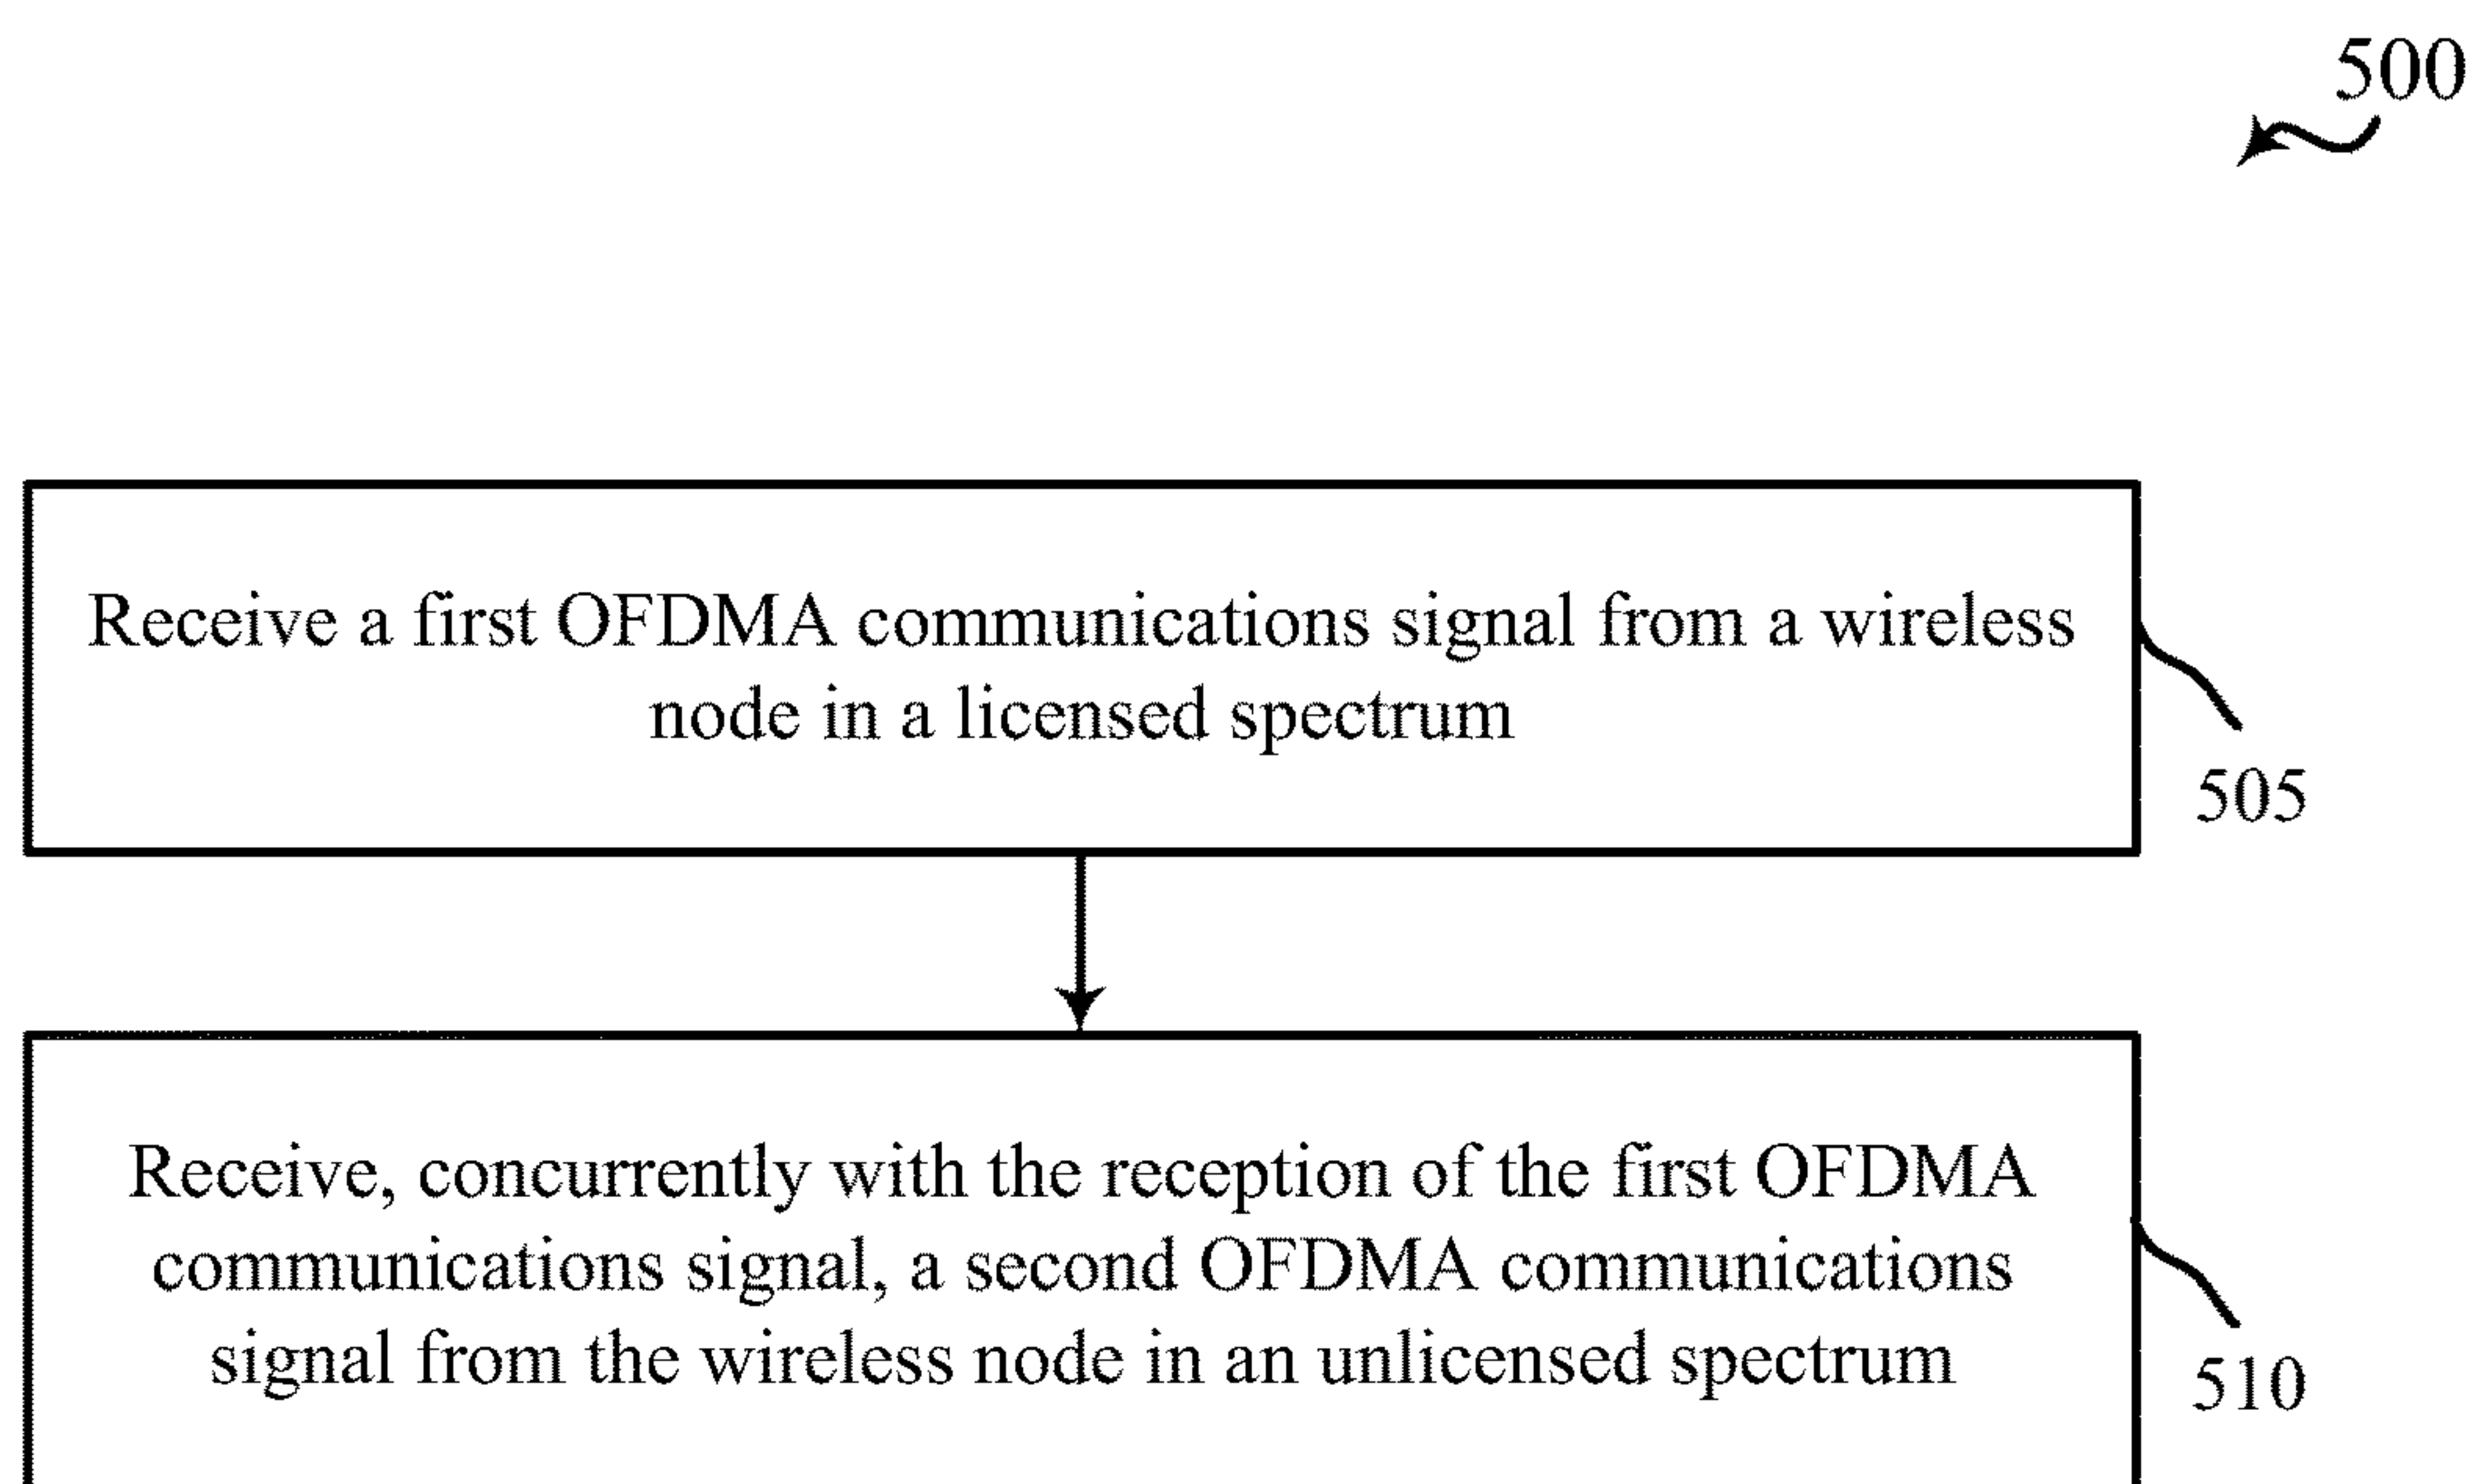 500
Receive a first OFDMA communications signal from a wireless
node in a licensed spectrum
505
Receive, concurrently with the reception of the first OFDMA
communications signal, a second OFDMA communications
signal from the wireless node in an unlicensed spectrum
510